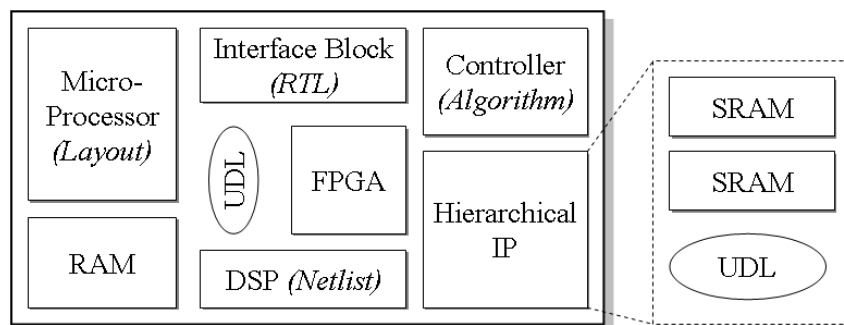 Micro-
Processor
(Layout)
Interface Block
(RTL)
Controller
(Algorithm)
UDL
FPGA
Hierarchical
IP
RAM
DSP (Netlist)
SRAM
SRAM
UDL